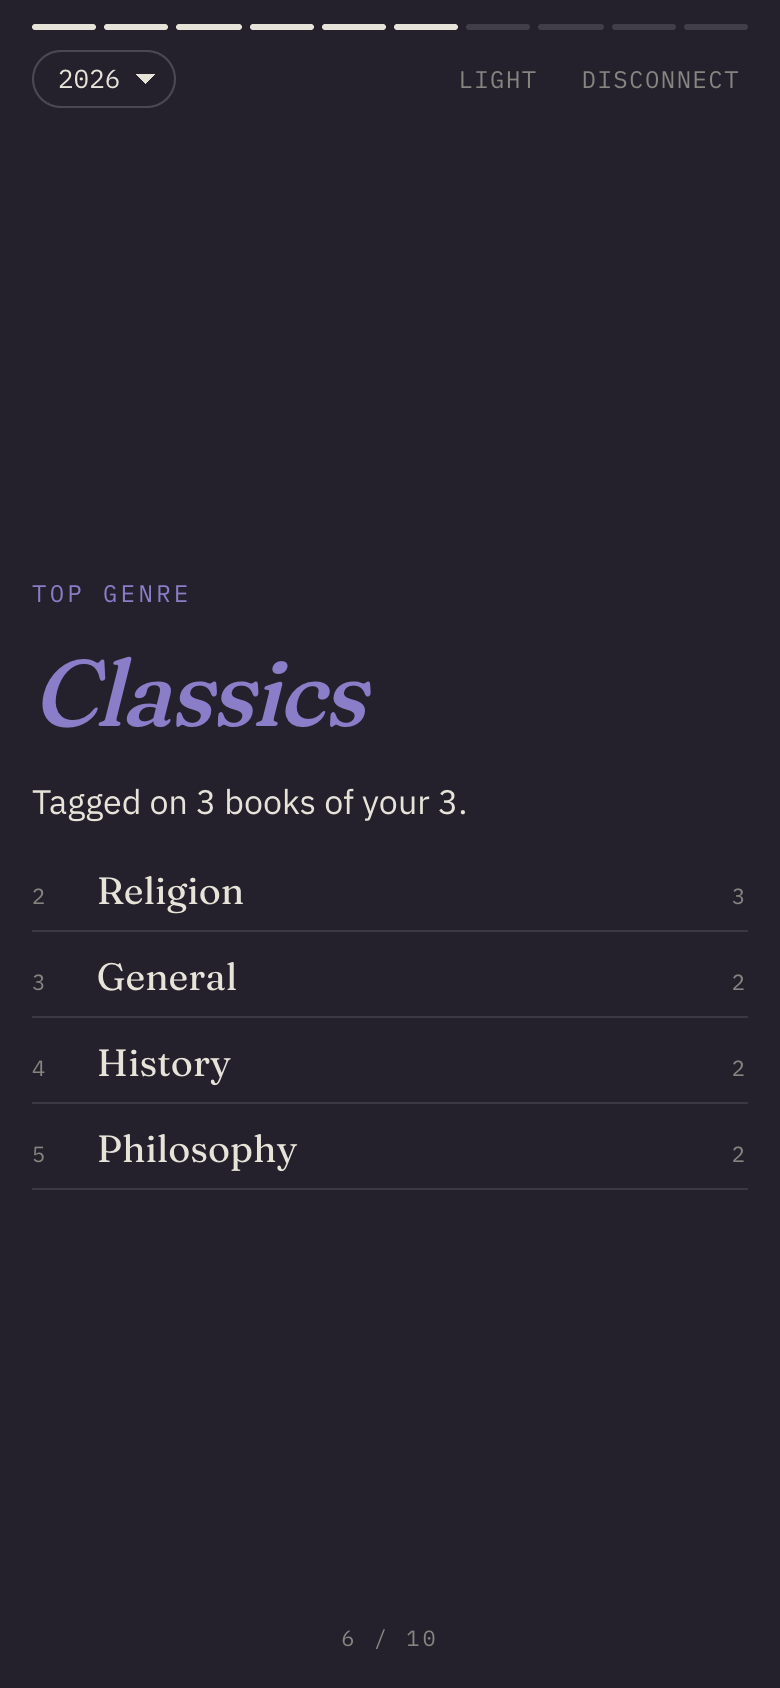 2026
LIGHT DISCONNECT
TOP GENRE
Classics
Tagged on 3 books of your 3.
2 Religion 3
3 General 2
4 History 2
5 Philosophy 2
6 / 10